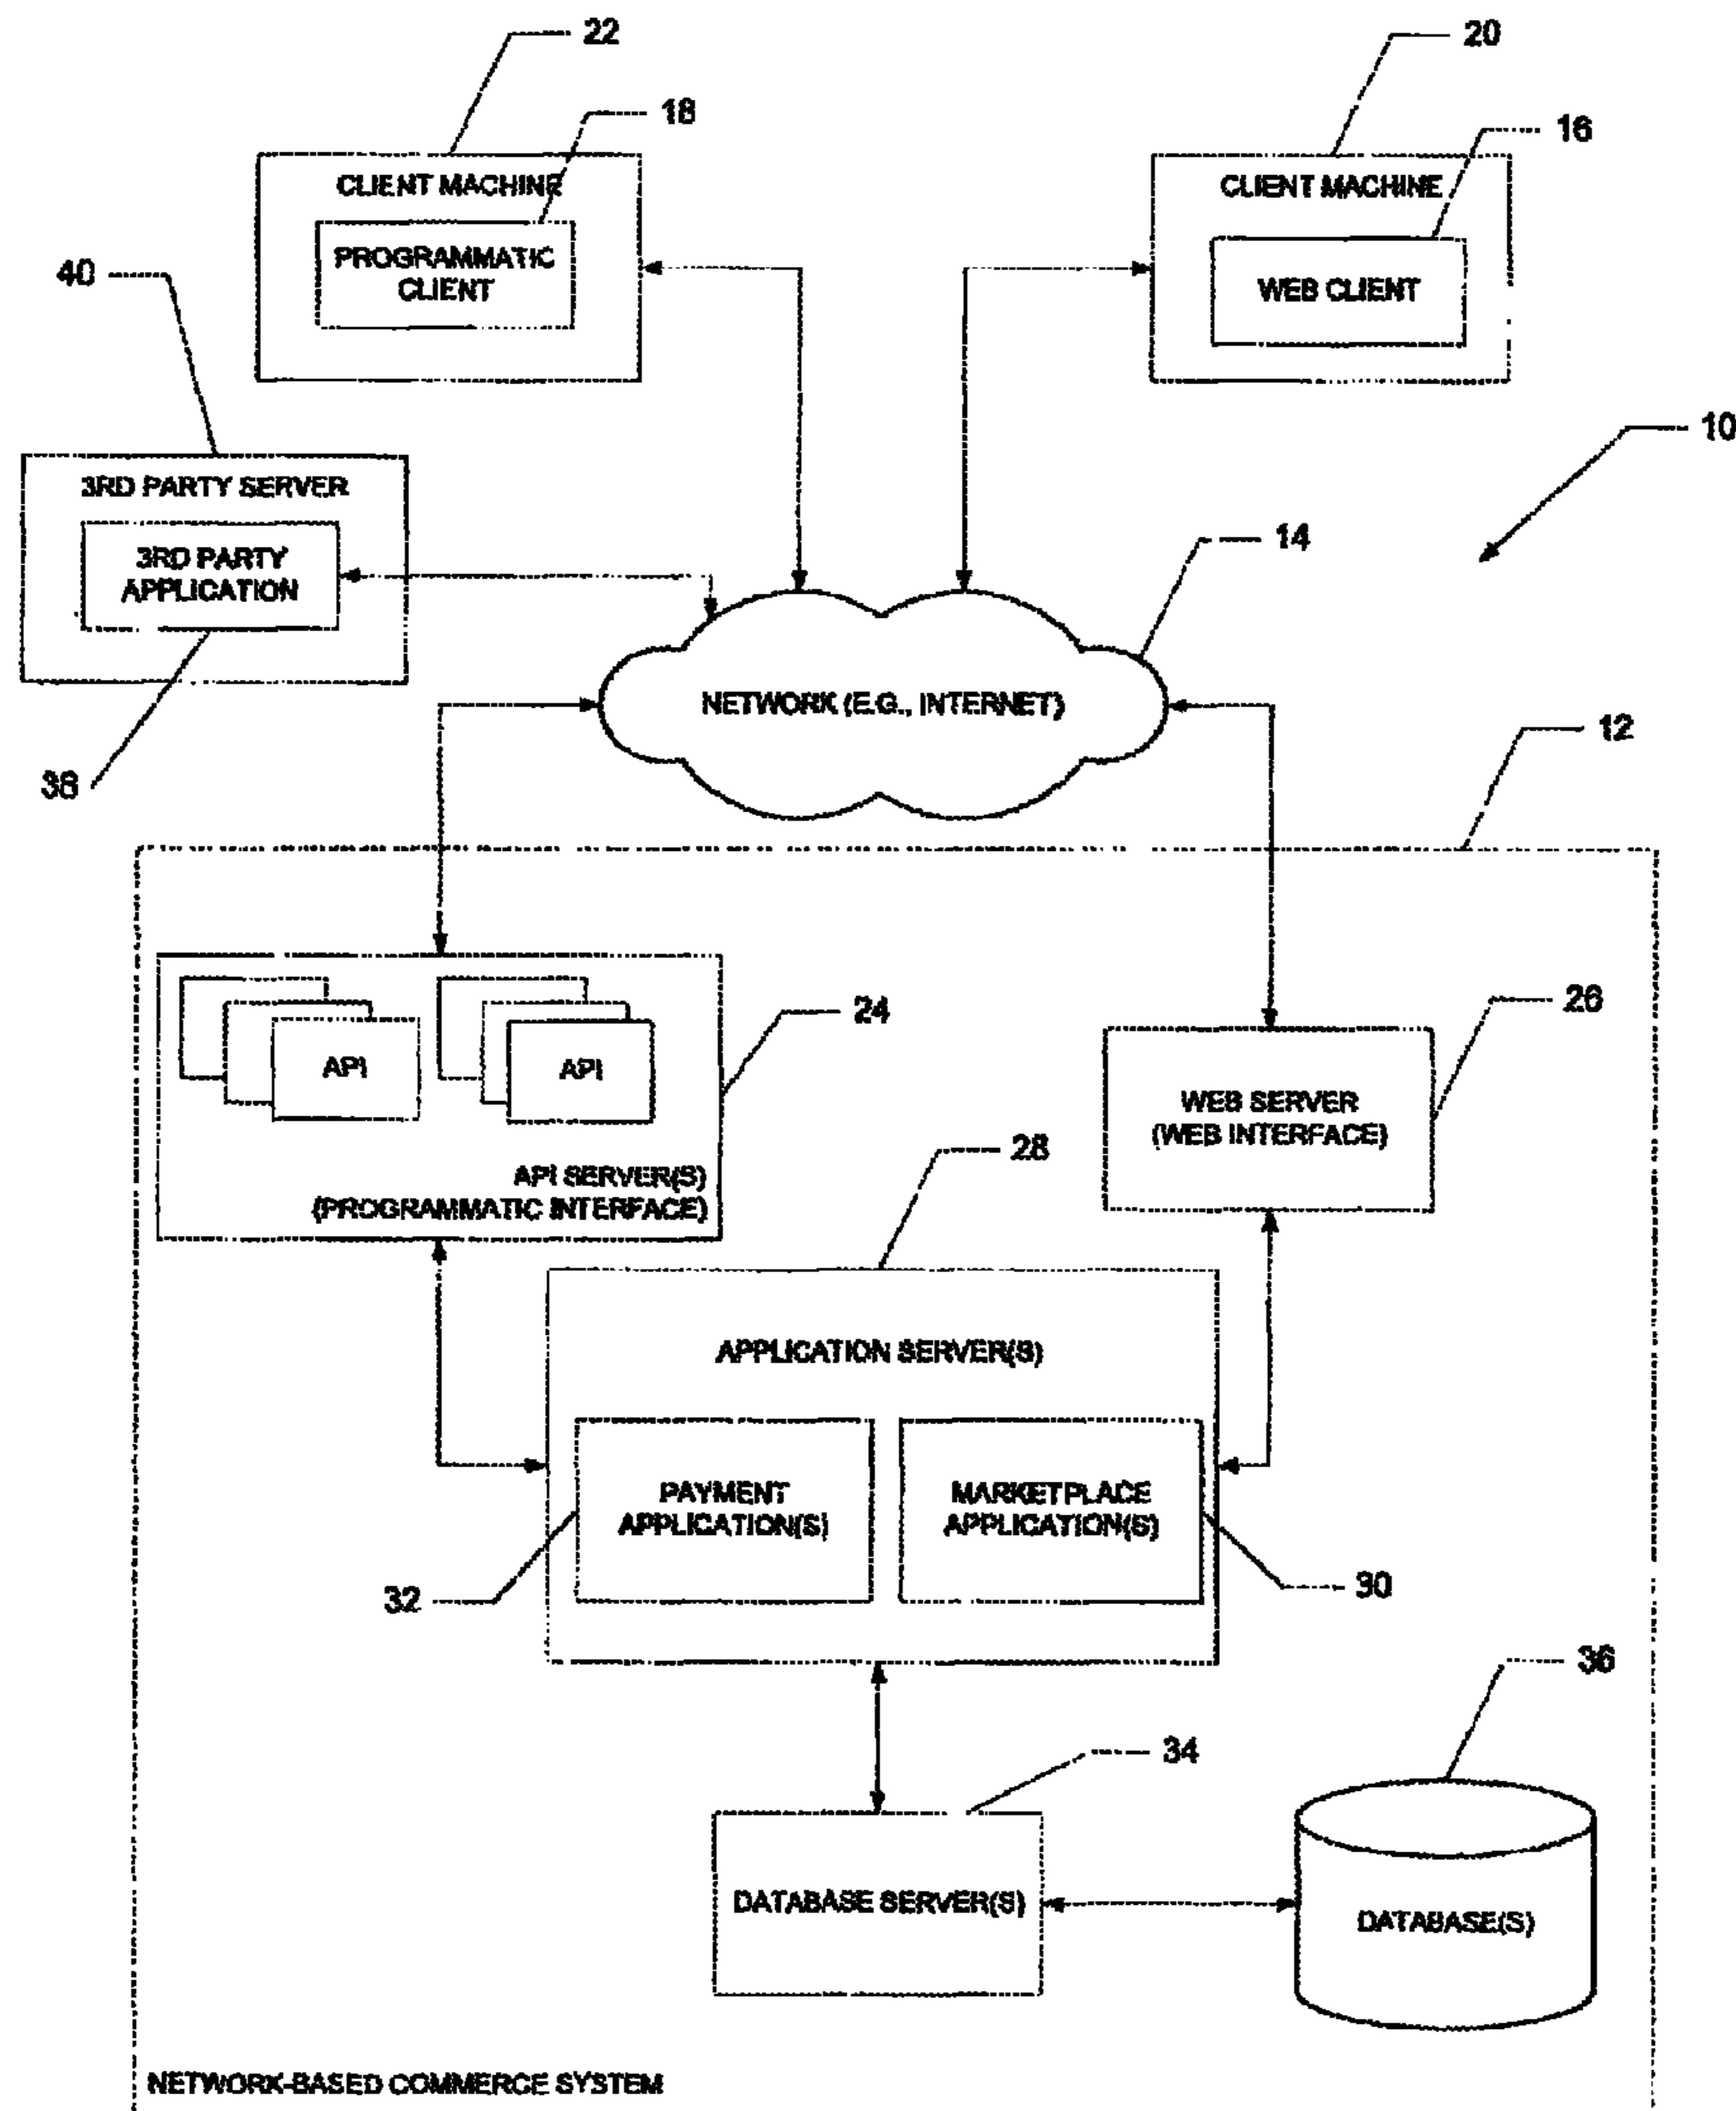 22
20
18
16
CLIENT MACHINE
CLIENT MACHINE
PROGRAMMATIC
CLIENT
WEB CLIENT
40
10
3RD PARTY SERVER
3RD PARTY
APPLICATION
14
NETWORK (E.G., INTERNET)
12
38
24
26
API
API
WEB SERVER
(WEB INTERFACE)
28
API SERVER(S)
(PROGRAMMATIC INTERFACE)
APPLICATION SERVER(S)
PAYMENT
APPLICATION(S)
MARKETPLACE
APPLICATION(S)
32
30
36
34
DATABASE SERVER(S)
DATABASE(S)
NETWORK-BASED COMMERCE SYSTEM